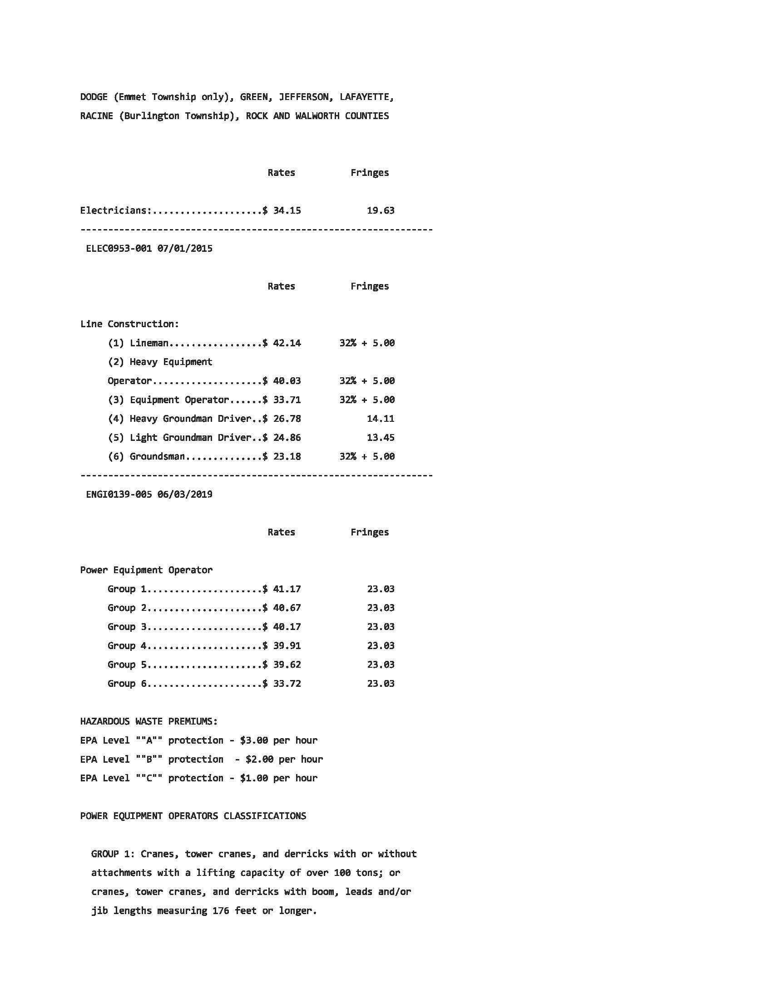 DODGE (Emmet Township only), GREEN, JEFFERSON, LAFAYETTE,
RACINE (Burlington Township), ROCK AND WALWORTH COUNTIES
Rates Fringes
Electricians:....................$ 34.15 19.63
----------------------------------------------------------------
ELEC0953-001 07/01/2015
Rates Fringes
Line Construction:
(1) Lineman.................$ 42.14 32% + 5.00
(2) Heavy Equipment
Operator....................$ 40.03 32% + 5.00
(3) Equipment Operator......$ 33.71 32% + 5.00
(4) Heavy Groundman Driver..$ 26.78 14.11
(5) Light Groundman Driver..$ 24.86 13.45
(6) Groundsman..............$ 23.18 32% + 5.00
----------------------------------------------------------------
ENGI0139-005 06/03/2019
Rates Fringes
Power Equipment Operator
Group 1.....................$ 41.17 23.03
Group 2.....................$ 40.67 23.03
Group 3.....................$ 40.17 23.03
Group 4.....................$ 39.91 23.03
Group 5.....................$ 39.62 23.03
Group 6.....................$ 33.72 23.03
HAZARDOUS WASTE PREMIUMS:
EPA Level ""A"" protection - $3.00 per hour
EPA Level ""B"" protection  - $2.00 per hour
EPA Level ""C"" protection - $1.00 per hour
POWER EQUIPMENT OPERATORS CLASSIFICATIONS
GROUP 1: Cranes, tower cranes, and derricks with or without
attachments with a lifting capacity of over 100 tons; or
cranes, tower cranes, and derricks with boom, leads and/or
jib lengths measuring 176 feet or longer.